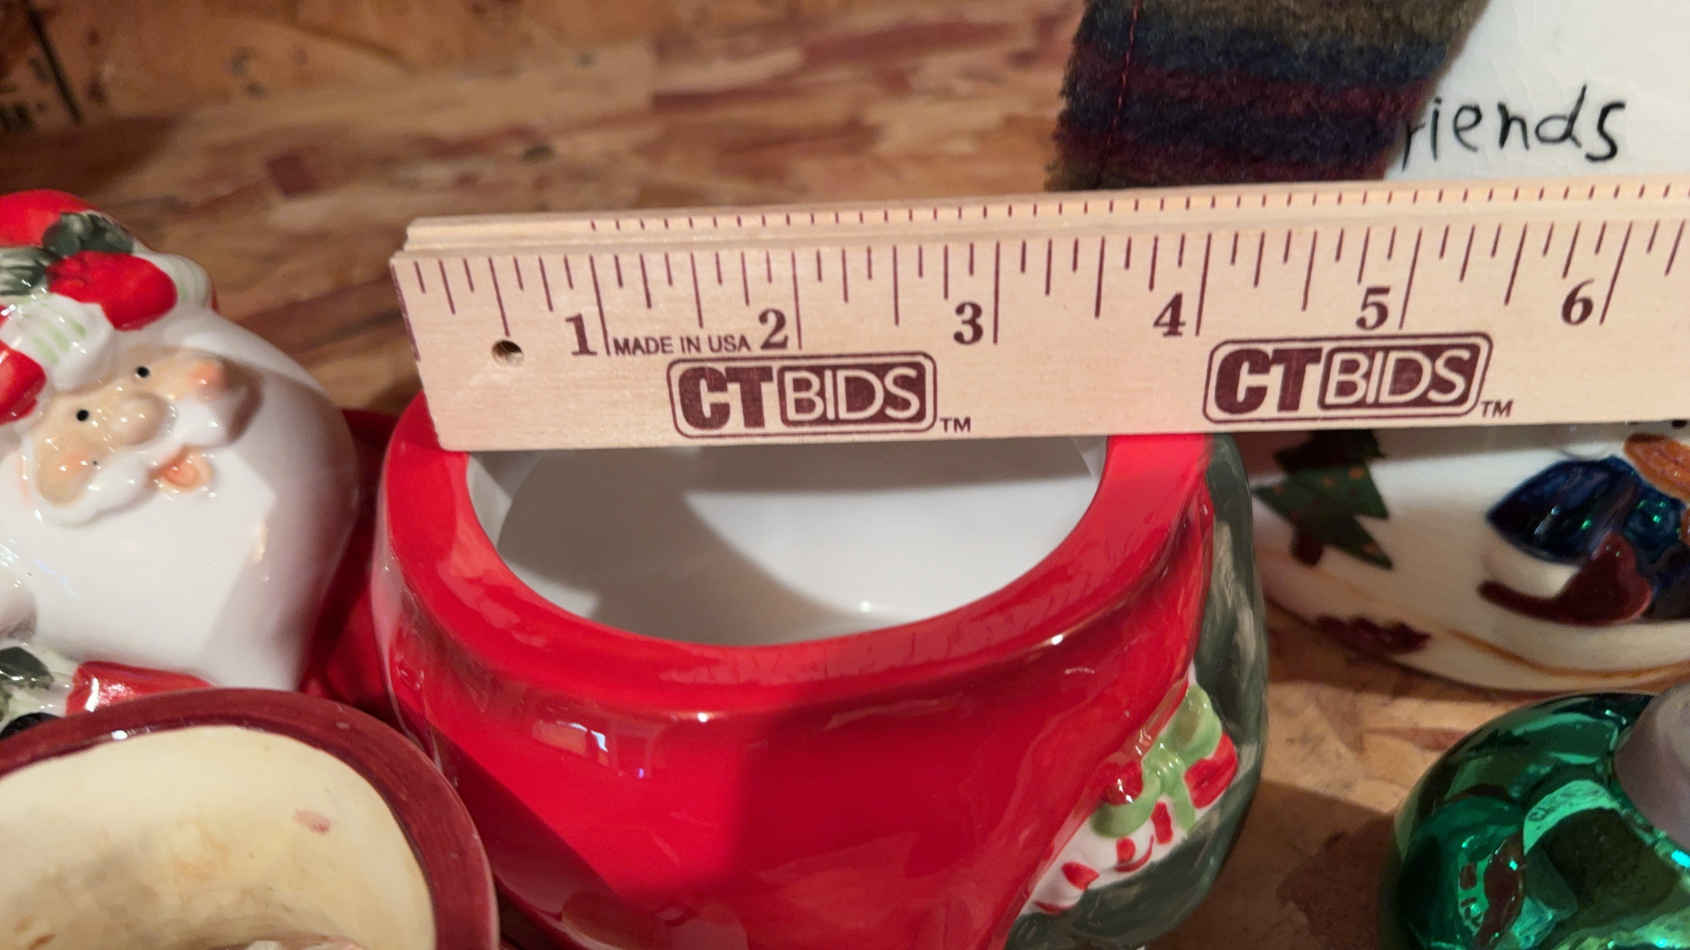 riends
1 MADE IN USA 2 3 4 5 6
CTBIDS™ CTBIDS™